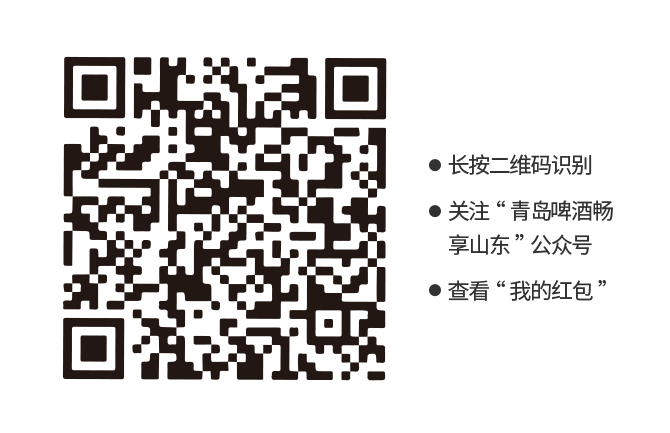 长按二维码识别
关注“青岛啤酒畅
享山东”公众号
查看“我的红包”